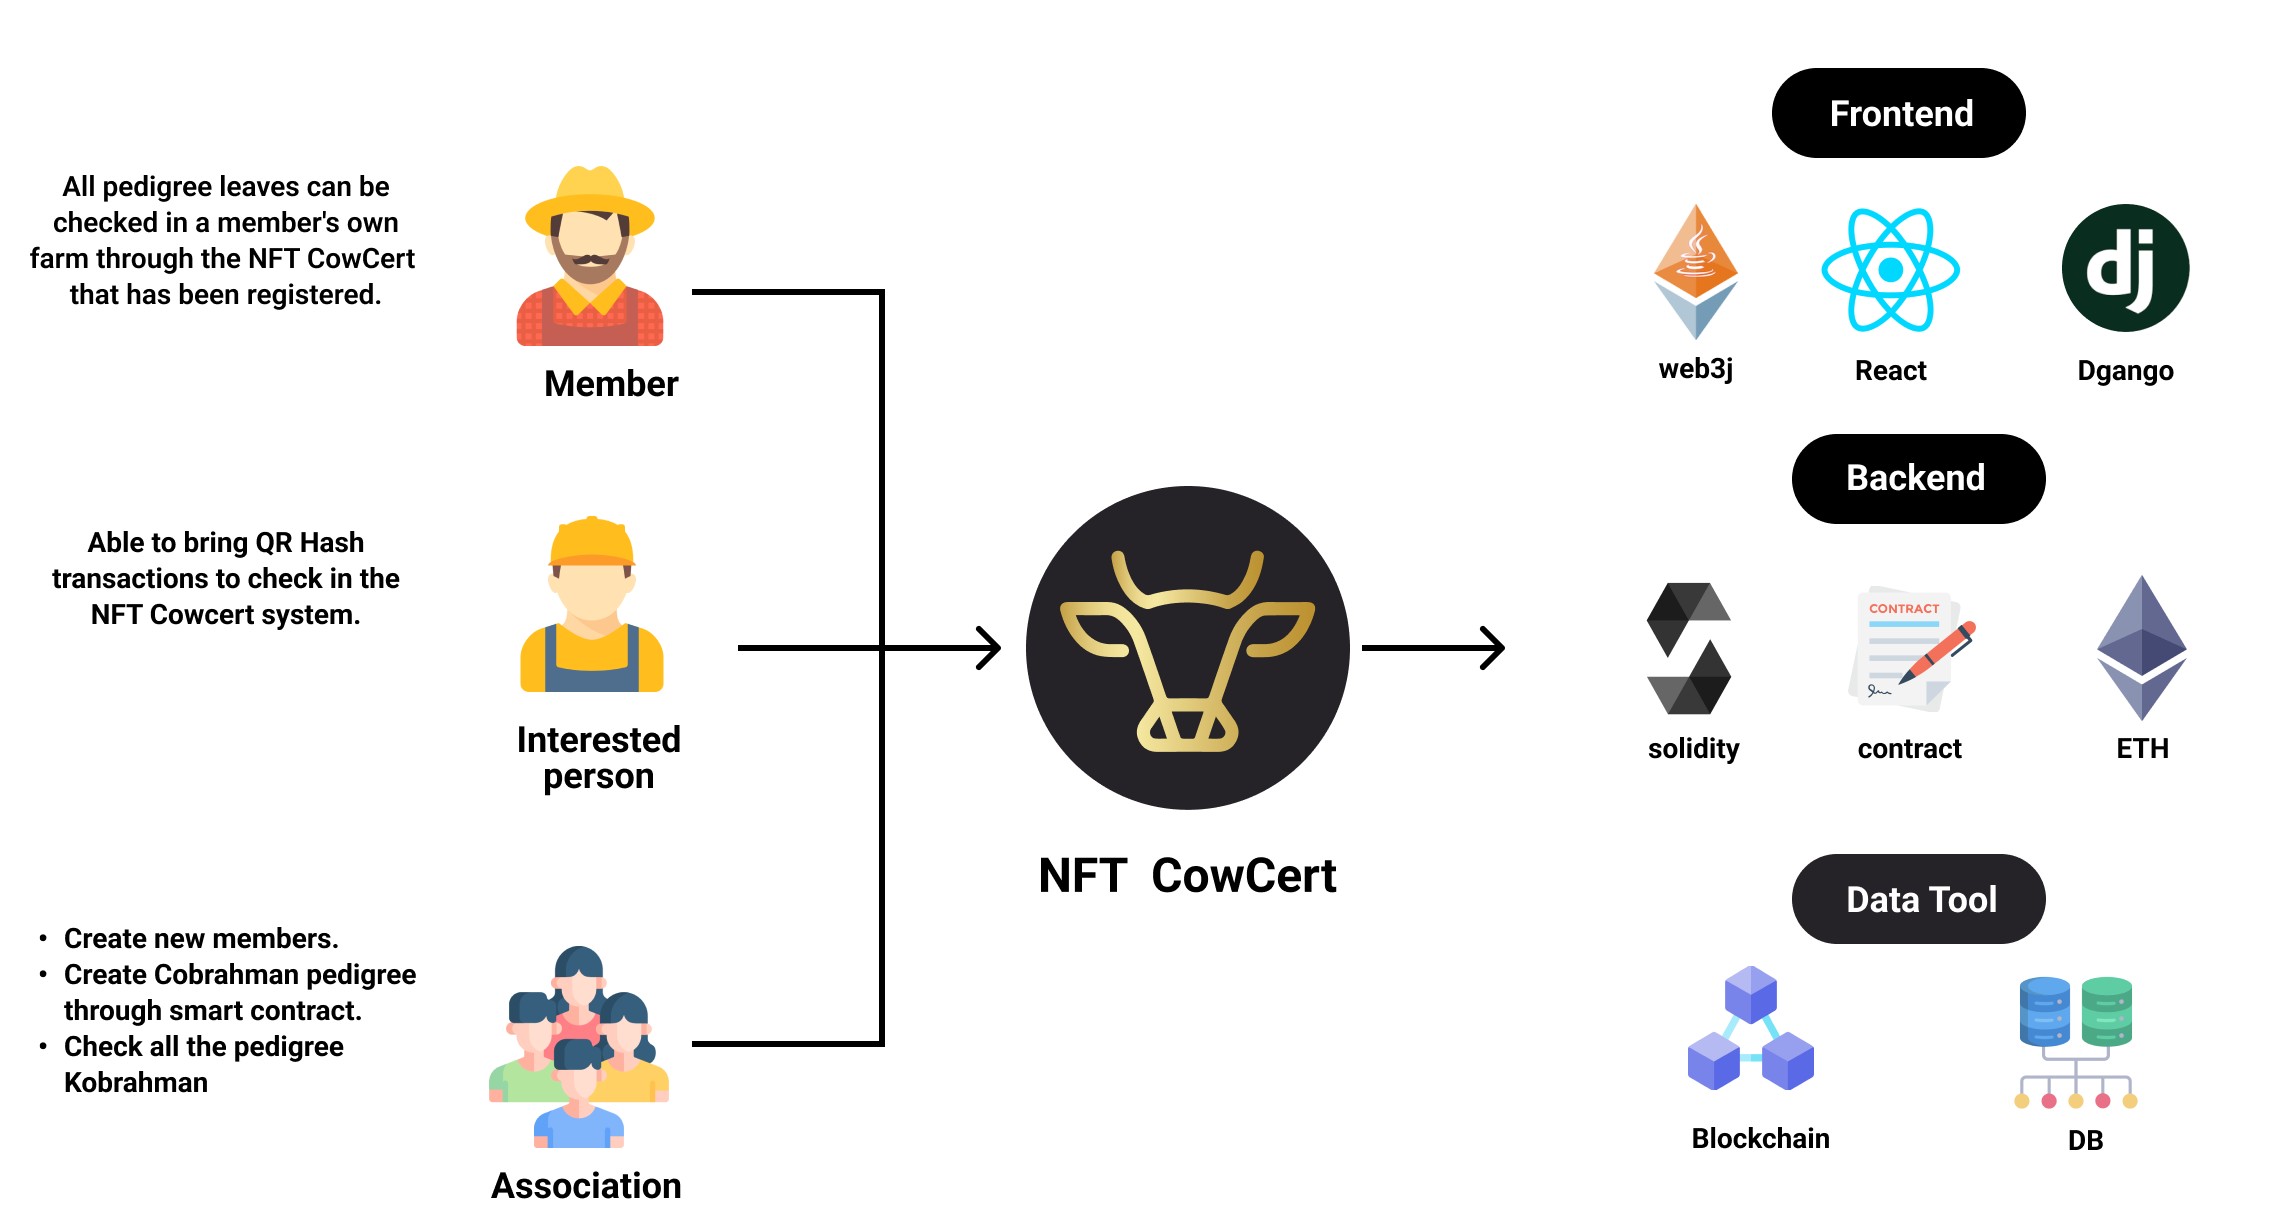 All pedigree leaves can be
checked in a member's own
farm through the NFT CowCert
that has been registered.
Member
Able to bring QR Hash
transactions to check in the
NFT Cowcert system.
Interested
person
• Create new members.
• Create Cobrahman pedigree
through smart contract.
• Check all the pedigree
Kobrahman
Association
NFT CowCert
Frontend
dj
web3j
React
Dgango
Backend
CONTRACT
solidity
contract
ETH
Data Tool
Blockchain
DB